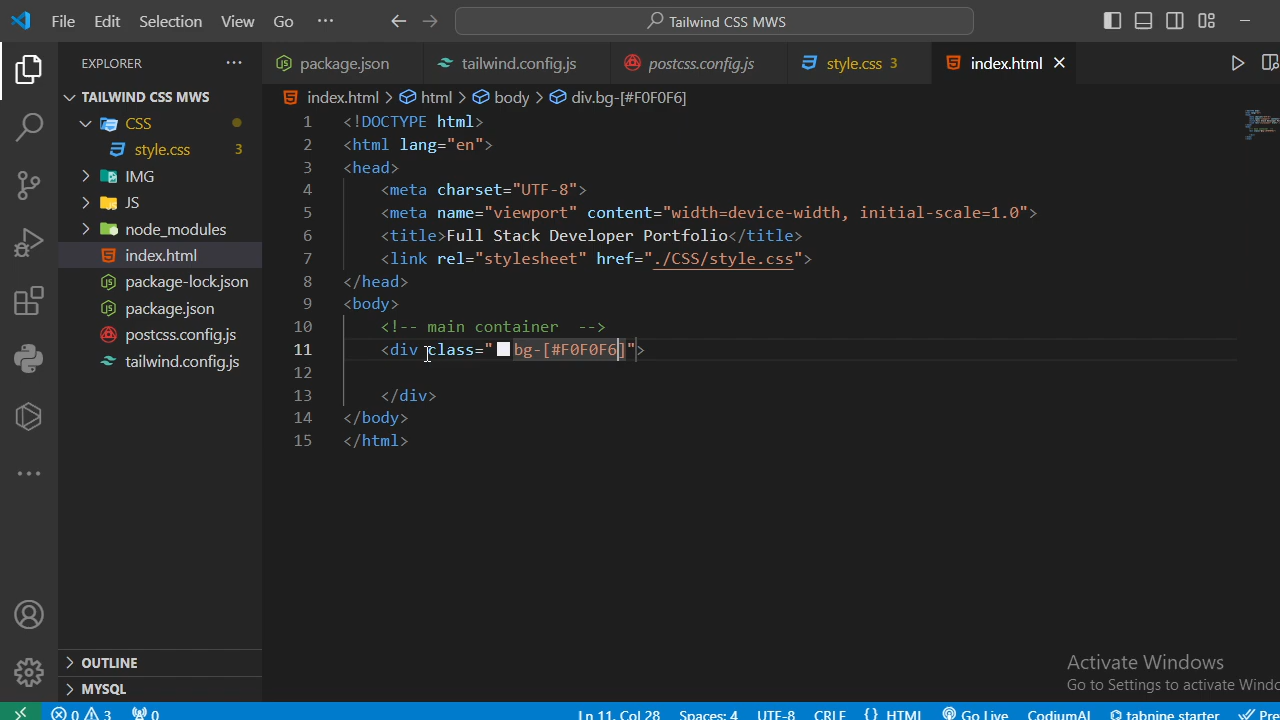 File Edit Selection View Go ··· Tailwind CSS MWS
EXPLORER ···
package.json tailwind.config.js postcss.config.js style.css 3 index.html
TAILWIND CSS MWS
CSS
style.css 3
IMG
JS
node_modules
index.html
package-lock.json
package.json
postcss.config.js
tailwind.config.js
OUTLINE
MYSQL
index.html > html > body > div.bg-[#F0F0F6]
1 <!DOCTYPE html>
2 <html lang="en">
3 <head>
4 <meta charset="UTF-8">
5 <meta name="viewport" content="width=device-width, initial-scale=1.0">
6 <title>Full Stack Developer Portfolio</title>
7 <link rel="stylesheet" href="./CSS/style.css">
8 </head>
9 <body>
10 <!-- main container -->
11 <div class="bg-[#F0F0F6]">
12
13 </div>
14 </body>
15 </html>
Activate Windows
Go to Settings to activate
0 3 0 Ln 11, Col 28 Spaces: 4 UTF-8 CRLF {} HTML Go Live CodiumAI tabnine starter